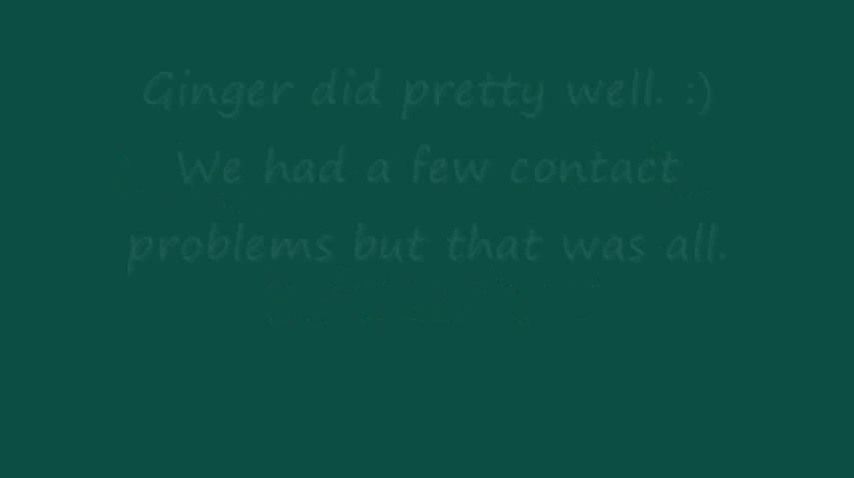 Ginger did pretty well. :)
We had a few contact
problems but that was all.